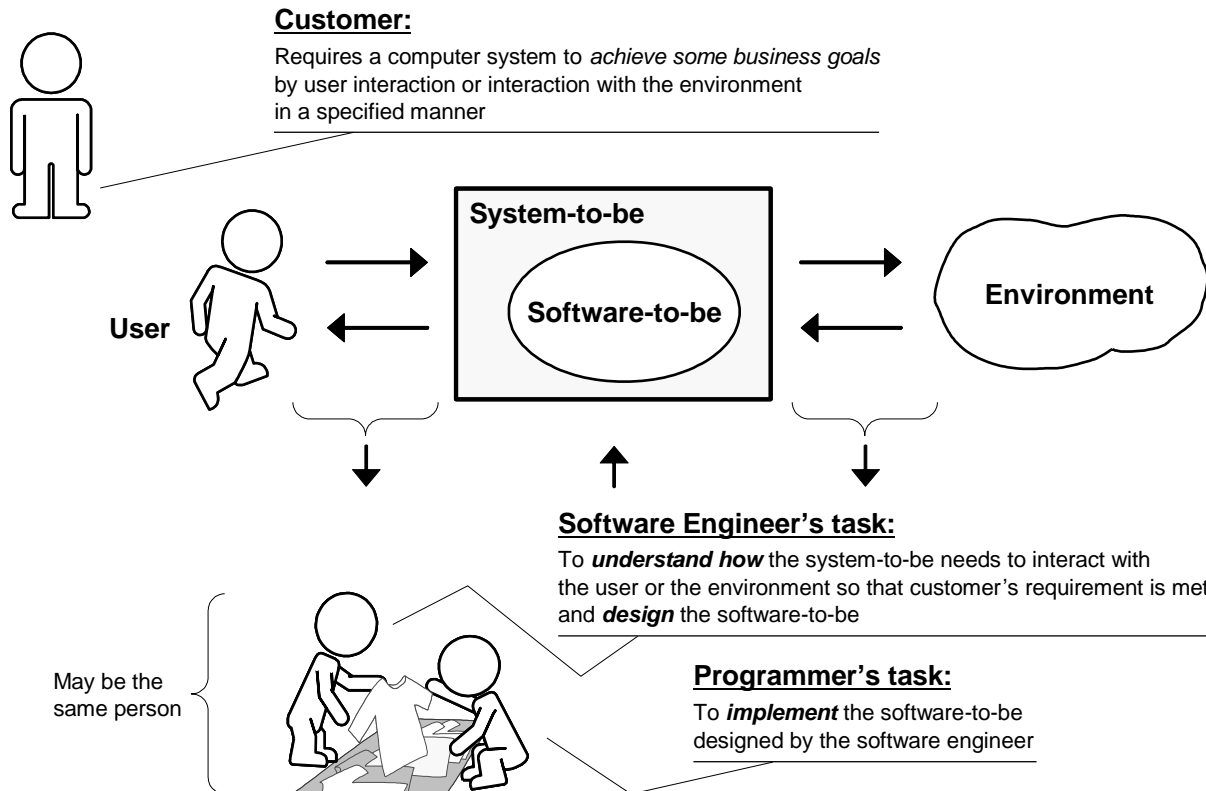 Customer:
Requires a computer system to achieve some business goals
by user interaction or interaction with the environment
in a specified manner
System-to-be
Software-to-be
User
Environment
Software Engineer’s task:
To understand how the system-to-be needs to interact with
the user or the environment so that customer’s requirement is met
and design the software-to-be
May be the
same person
Programmer’s task:
To implement the software-to-be
designed by the software engineer